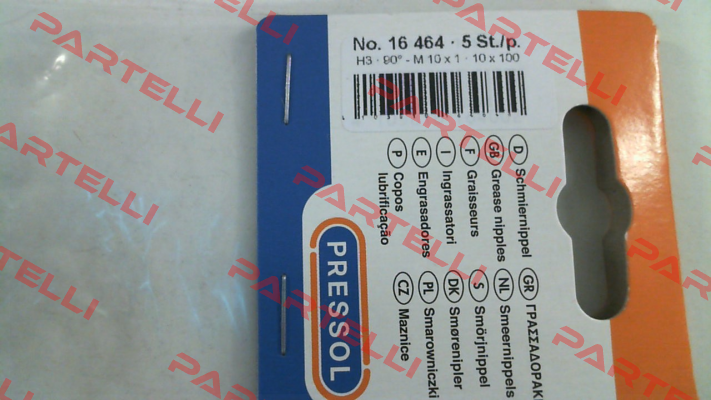 No. 16 464 · 5 St./p.
H3 · 90° - M 10 x 1 · 10 x 100
D Schmiernippel
GB Grease nipples
F Graisseurs
I Ingrassatori
E Engrasadores
P Copos
lubrificação
GR ΓΡΑΣΣΑΔΟΡΑΚΙ
NL Smeernippels
S Smörjnippel
DK Smørenipler
PL Smarowniczki
CZ Maznice
PRESSOL
PARTELLI
PARTELLI
PARTELLI
PARTELLI
PARTELLI
PARTELLI
PARTELLI